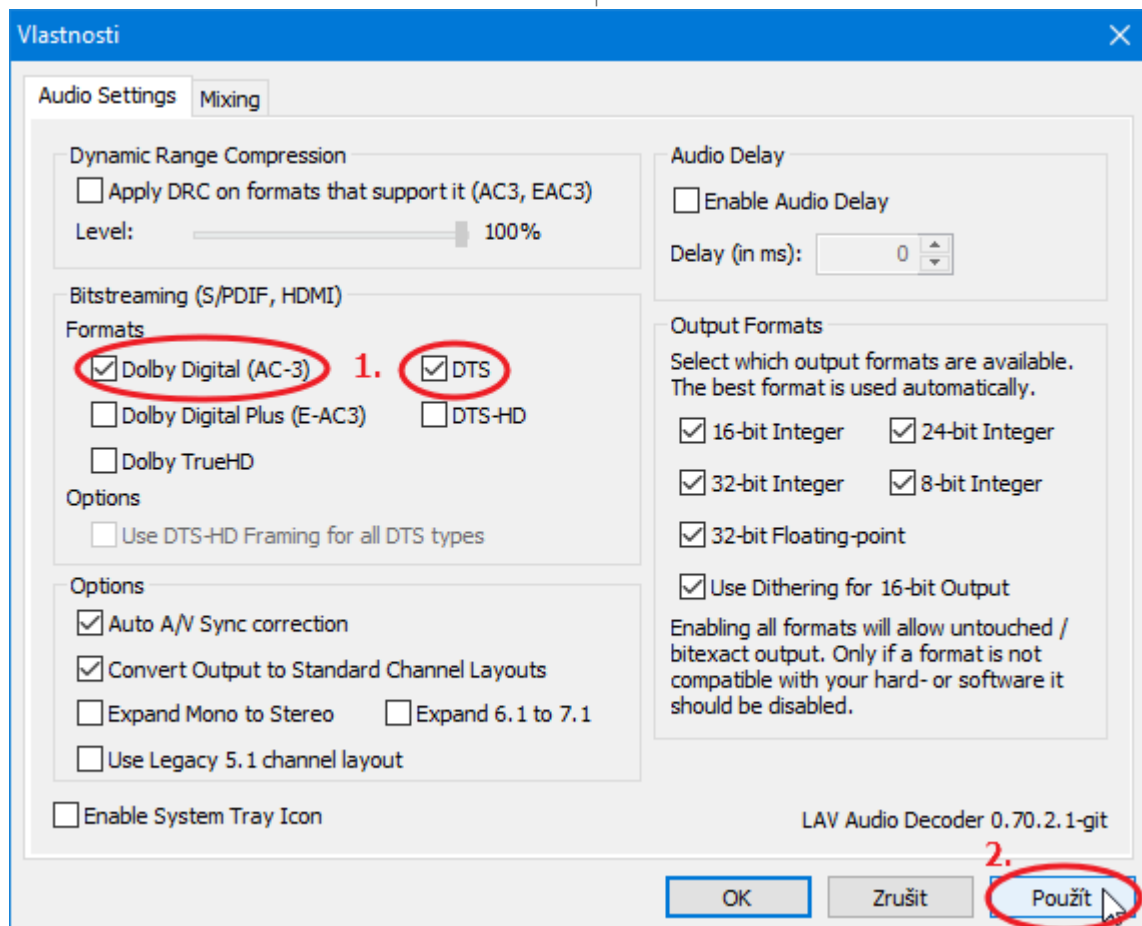 Vlastnosti
Audio Settings
Mixing
Dynamic Range Compression
Apply DRC on formats that support it (AC3, EAC3)
Level:
100%
Bitstreaming (S/PDIF, HDMI)
Formats
Dolby Digital (AC-3)
1.
DTS
Dolby Digital Plus (E-AC3)
DTS-HD
Dolby TrueHD
Options
Use DTS-HD Framing for all DTS types
Options
Auto A/V Sync correction
Convert Output to Standard Channel Layouts
Expand Mono to Stereo
Expand 6.1 to 7.1
Use Legacy 5.1 channel layout
Enable System Tray Icon
Audio Delay
Enable Audio Delay
Delay (in ms):
0
Output Formats
Select which output formats are available.
The best format is used automatically.
16-bit Integer
24-bit Integer
32-bit Integer
8-bit Integer
32-bit Floating-point
Use Dithering for 16-bit Output
Enabling all formats will allow untouched /
bitexact output. Only if a format is not
compatible with your hard- or software it
should be disabled.
LAV Audio Decoder 0.70.2.1-git
2.
OK
Zrušit
Použít